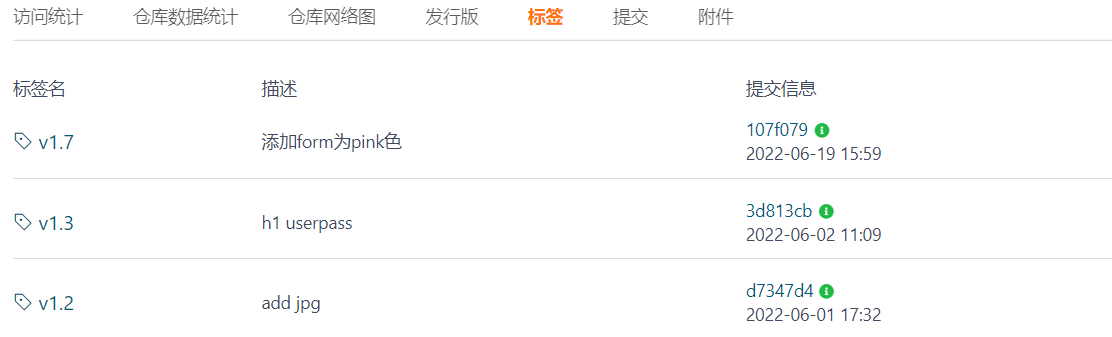 访问统计 仓库数据统计 仓库网络图 发行版 标签 提交 附件
标签名 描述 提交信息
v1.7 添加form为pink色 107f079
2022-06-19 15:59
v1.3 h1 userpass 3d813cb
2022-06-02 11:09
v1.2 add jpg d7347d4
2022-06-01 17:32